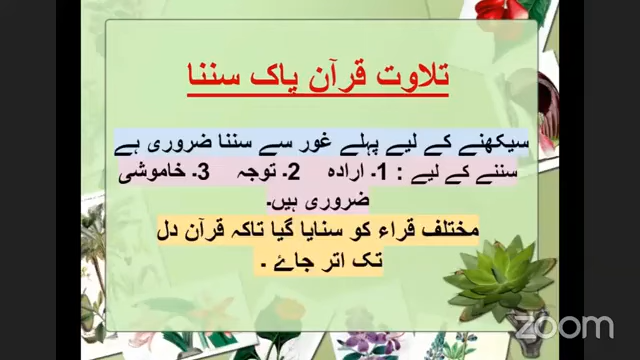 تلاوت قرآن پاک سننا
سیکھنے کے لیے پہلے غور سے سننا ضروری ہے
سننے کے لیے : 1۔ ارادہ 2۔ توجہ 3۔ خاموشی
ضروری ہیں۔
مختلف قراء کو سنایا گیا تاکہ قرآن دل
تک اتر جائے ۔
zoom